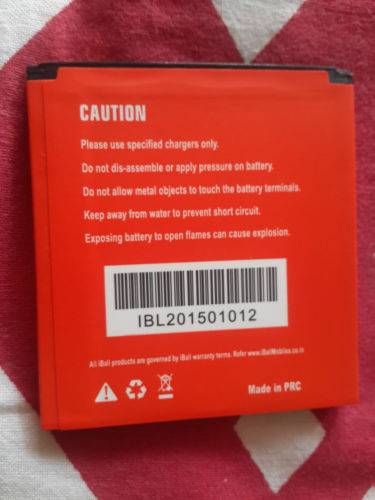 CAUTION
Please use specified chargers only.
Do not dis-assemble or apply pressure on battery.
Do not allow metal objects to touch the battery terminals.
Keep away from water to prevent short circuit.
Exposing battery to open flames can cause explosion.
IBL201501012
All iBall products are governed by iBall warranty terms. Refer www.iBallMobiles.co.in
Made in PRC